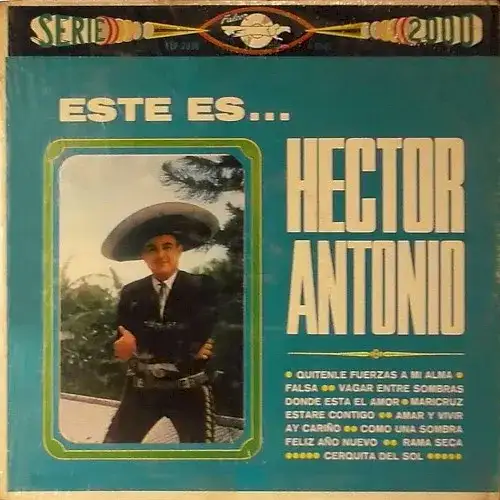 SERIE 2000
Falcon
ESTE ES...
HECTOR
ANTONIO
QUITENLE FUERZAS A MI ALMA
FALSA •• VAGAR ENTRE SOMBRAS
DONDE ESTA EL AMOR • MARICRUZ
ESTARE CONTIGO •• AMAR Y VIVIR
AY CARIÑO •• COMO UNA SOMBRA
FELIZ AÑO NUEVO •• RAMA SECA
CERQUITA DEL SOL